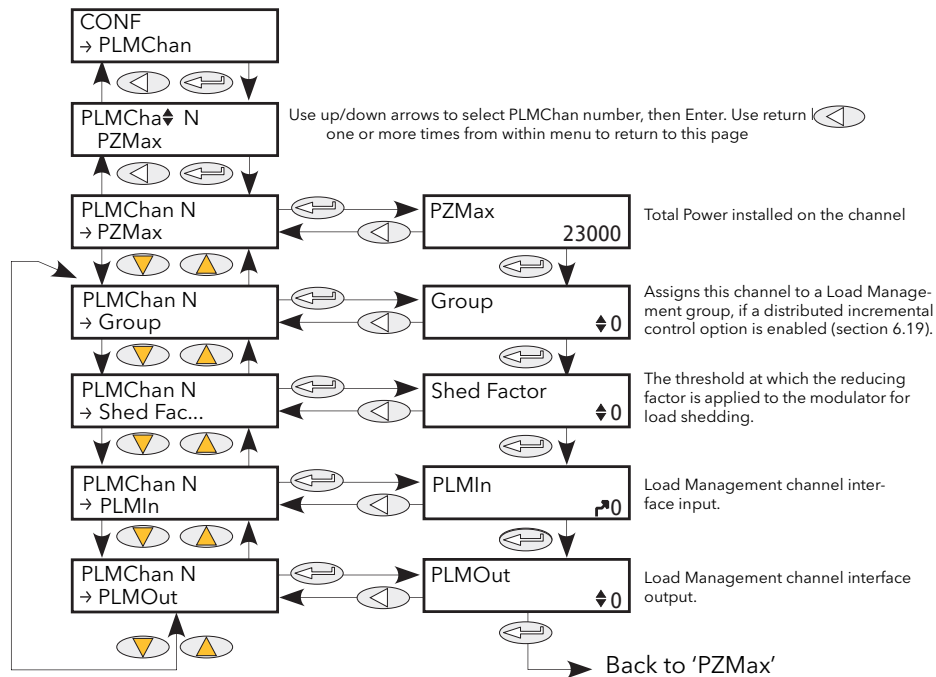 CONF
→ PLMChan
PLMCha♦ N
PZMax
Use up/down arrows to select PLMChan number, then Enter. Use return
one or more times from within menu to return to this page
PLMChan N
→ PZMax
PZMax
23000
Total Power installed on the channel
PLMChan N
→ Group
Group
♦0
Assigns this channel to a Load Manage-
ment group, if a distributed incremental
control option is enabled (section 6.19).
PLMChan N
→ Shed Fac...
Shed Factor
♦0
The threshold at which the reducing
factor is applied to the modulator for
load shedding.
PLMChan N
→ PLMIn
PLMIn
0
Load Management channel inter-
face input.
PLMChan N
→ PLMOut
PLMOut
♦0
Load Management channel interface
output.
Back to 'PZMax'